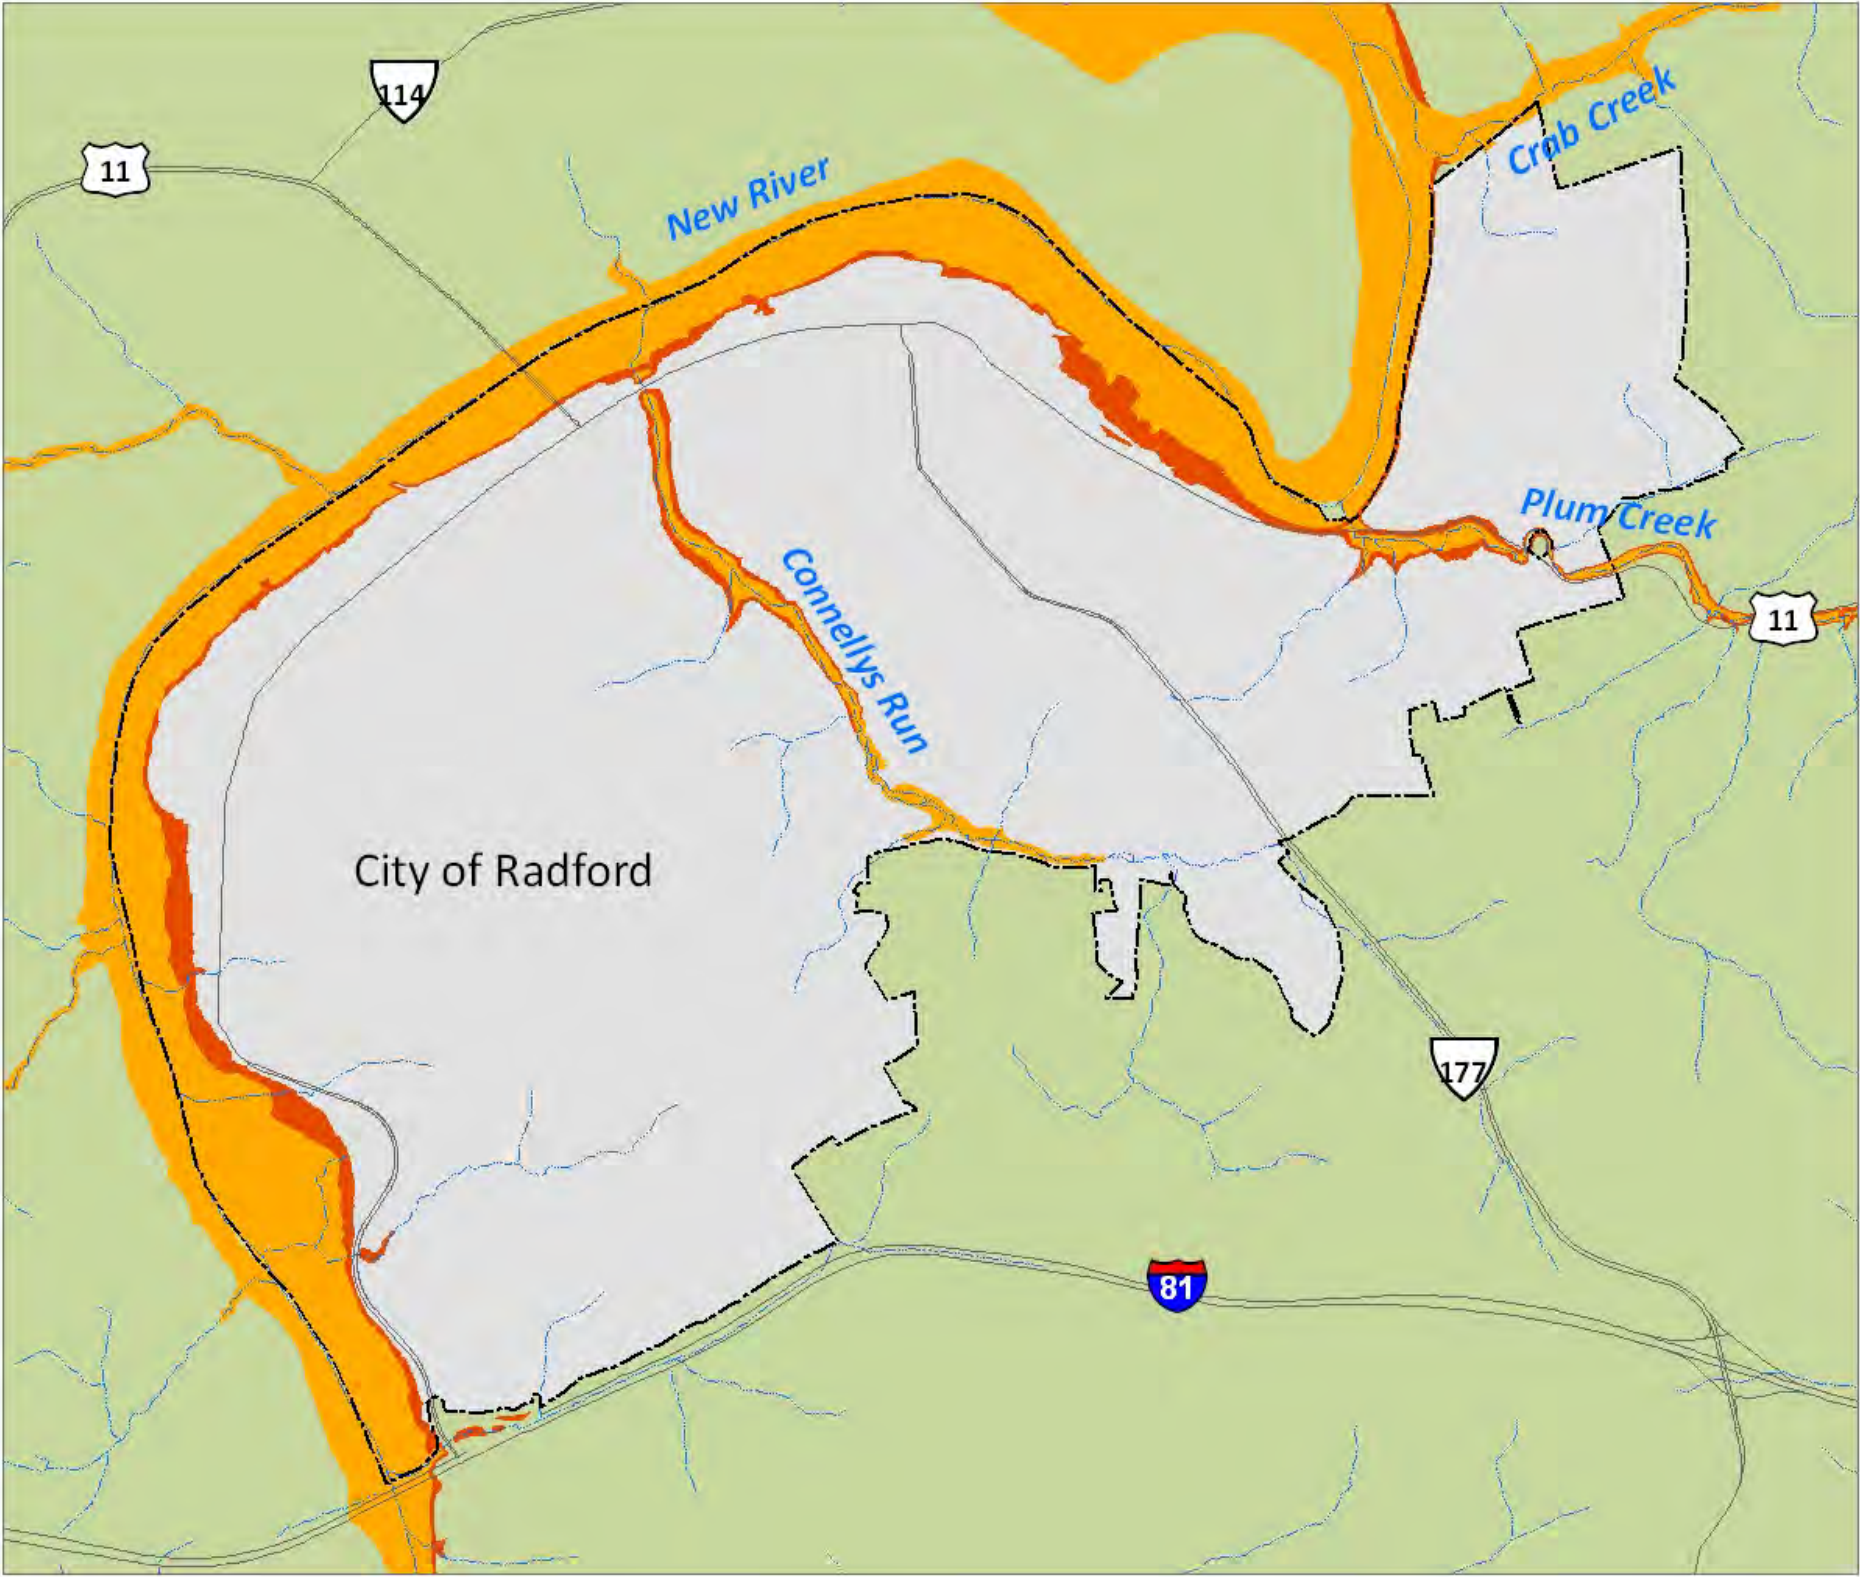 114
11
New River
Crab Creek
Plum Creek
11
Connellys Run
City of Radford
177
81